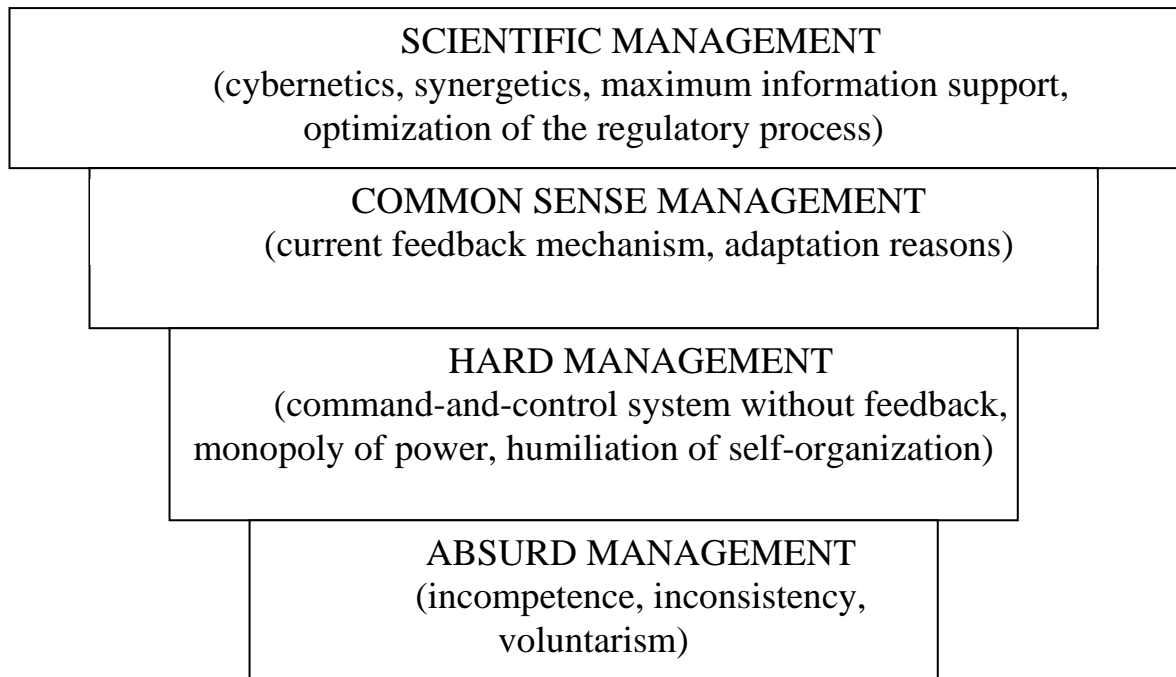 SCIENTIFIC MANAGEMENT
(cybernetics, synergetics, maximum information support,
optimization of the regulatory process)
COMMON SENSE MANAGEMENT
(current feedback mechanism, adaptation reasons)
HARD MANAGEMENT
(command-and-control system without feedback,
monopoly of power, humiliation of self-organization)
ABSURD MANAGEMENT
(incompetence, inconsistency,
voluntarism)